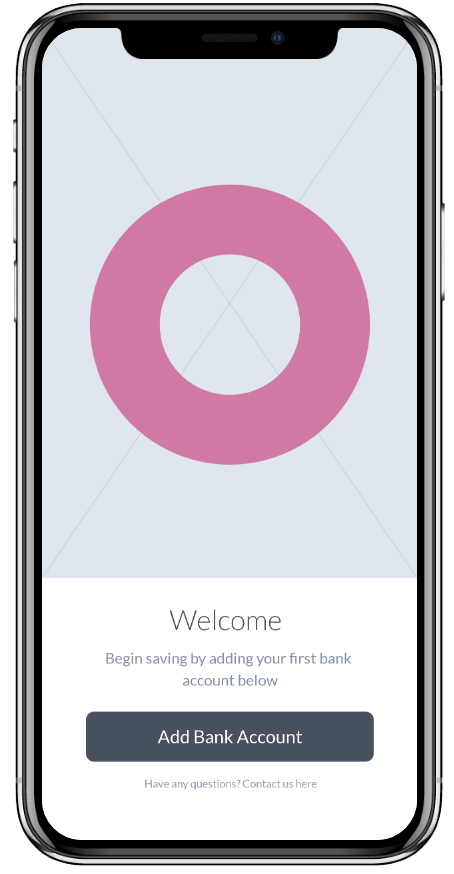 Welcome
Begin saving by adding your first bank
account below
Add Bank Account
Have any questions? Contact us here